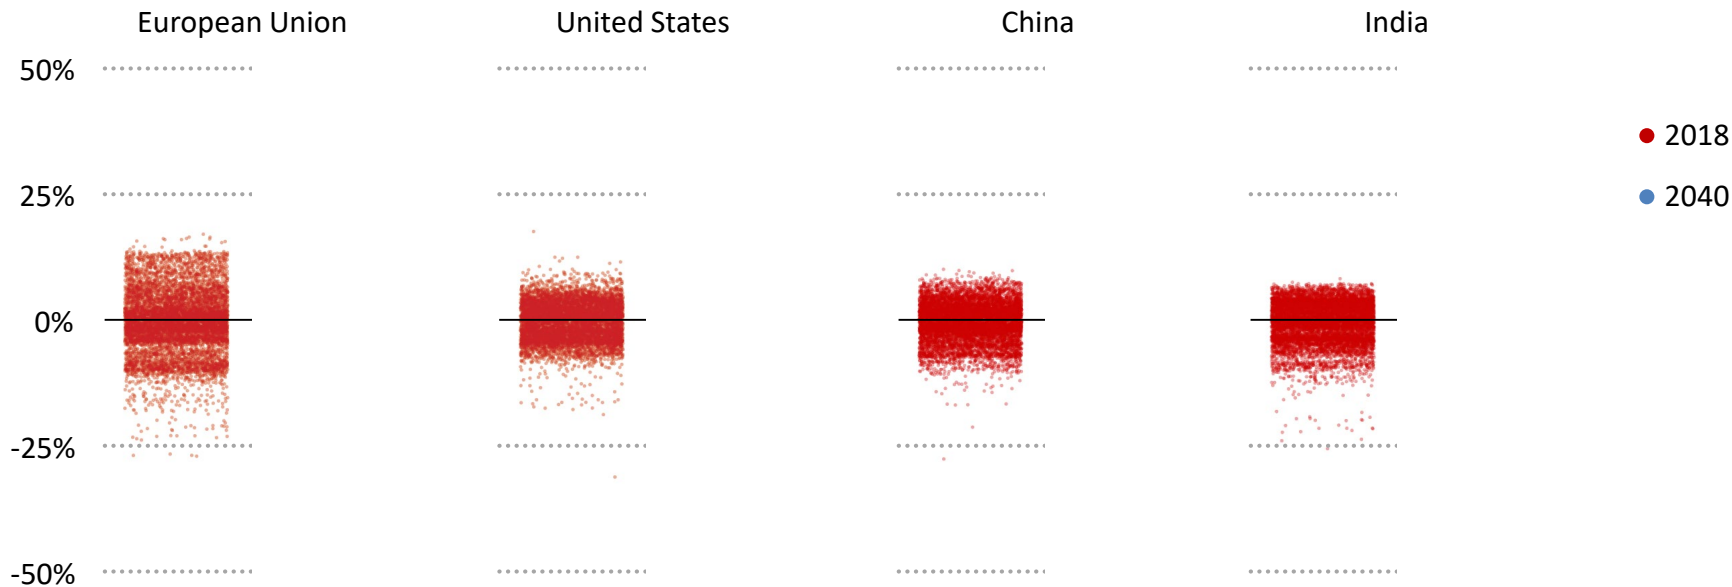 European Union
United States
China
India
50%
2018
25%
2040
0%
-25%
-50%